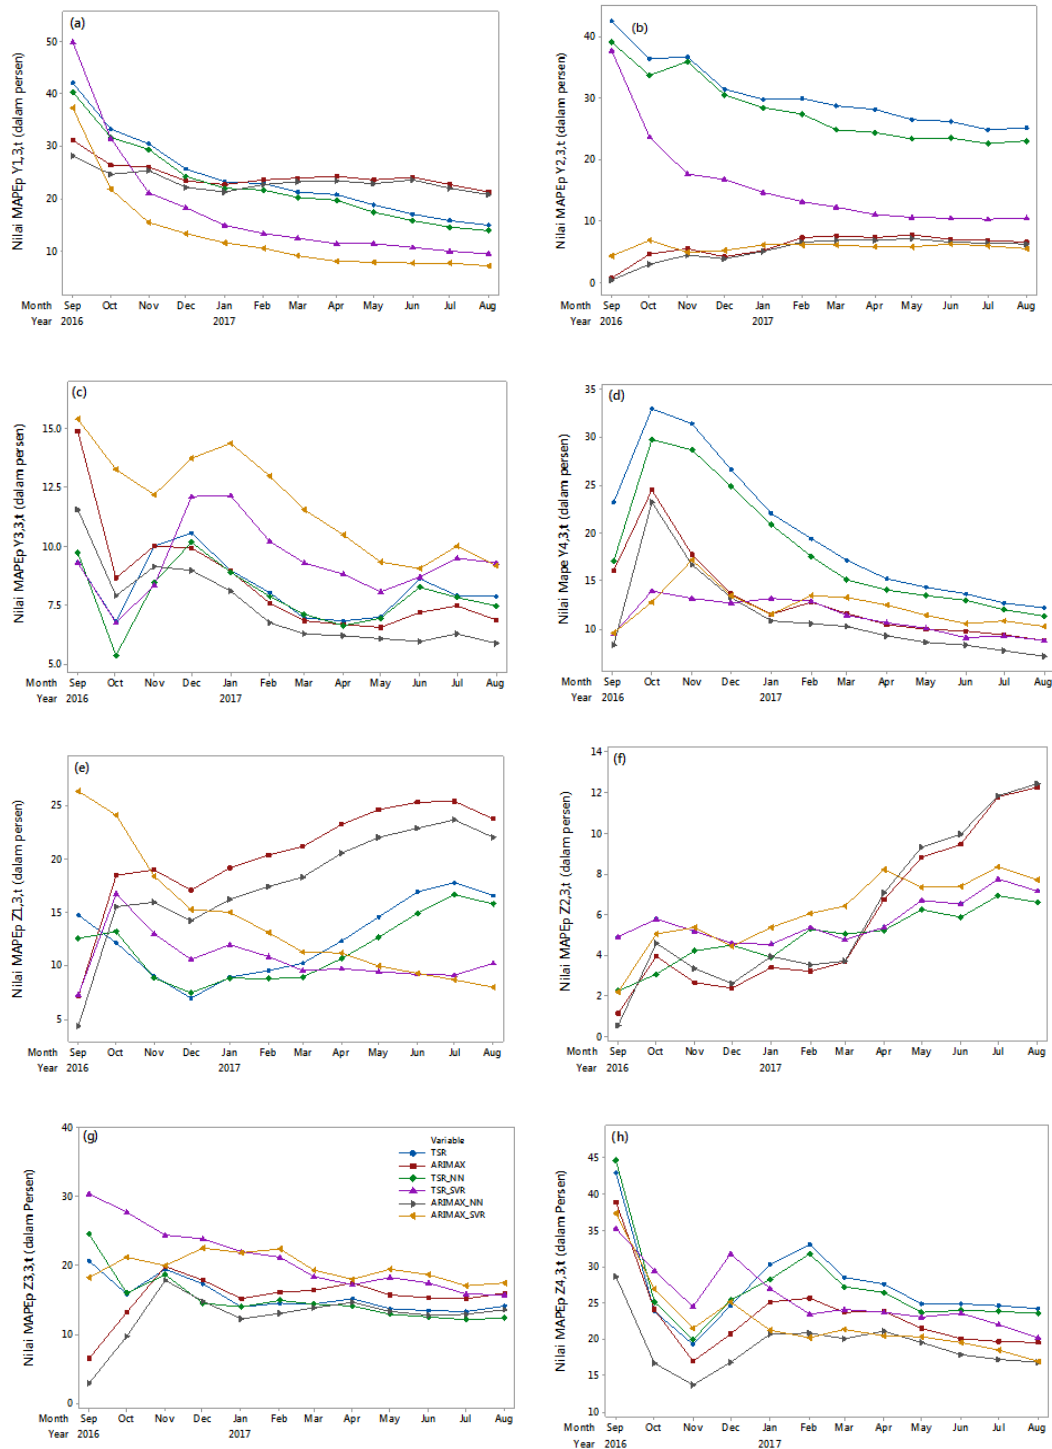 (a)
Nilai MAPEp Y1,3,t (dalam persen)
50
40
30
20
10
Month Sep Oct Nov Dec Jan Feb Mar Apr May Jun Jul Aug
Year 2016 2017
(b)
Nilai MAPEp Y2,3,t (dalam persen)
40
30
20
10
0
Month Sep Oct Nov Dec Jan Feb Mar Apr May Jun Jul Aug
Year 2016 2017
(c)
Nilai MAPEp Y3,3,t (dalam persen)
15.0
12.5
10.0
7.5
5.0
Month Sep Oct Nov Dec Jan Feb Mar Apr May Jun Jul Aug
Year 2016 2017
(d)
Nilai Mape Y4,3,t (dalam persen)
35
30
25
20
15
10
Month Sep Oct Nov Dec Jan Feb Mar Apr May Jun Jul Aug
Year 2016 2017
(e)
Nilai MAPEp Z1,3,t (dalam persen)
25
20
15
10
5
Month Sep Oct Nov Dec Jan Feb Mar Apr May Jun Jul Aug
Year 2016 2017
(f)
Nilai MAPEp Z2,3,t (dalam persen)
14
12
10
8
6
4
2
0
Month Sep Oct Nov Dec Jan Feb Mar Apr May Jun Jul Aug
Year 2016 2017
(g)
Nilai MAPEp Z3,3,t (dalam Persen)
40
30
20
10
0
Variable
TSR
ARIMAX
TSR_NN
TSR_SVR
ARIMAX_NN
ARIMAX_SVR
Month Sep Oct Nov Dec Jan Feb Mar Apr May Jun Jul Aug
Year 2016 2017
(h)
Nilai MAPEp Z4,3,t (dalam Persen)
45
40
35
30
25
20
15
10
Month Sep Oct Nov Dec Jan Feb Mar Apr May Jun Jul Aug
Year 2016 2017